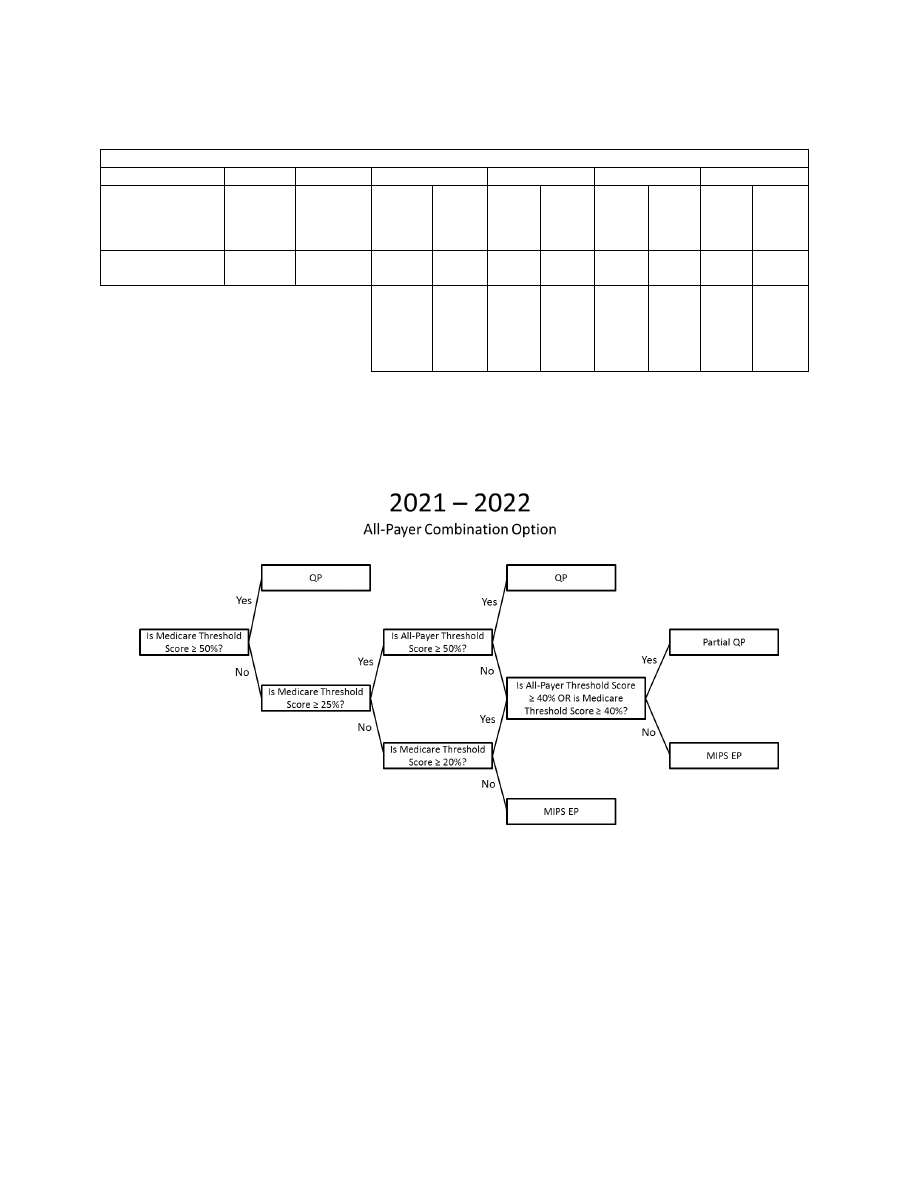 2021 – 2022
All-Payer Combination Option
QP
Yes
Is Medicare Threshold
Score ≥ 50%?
No
Is Medicare Threshold
Score ≥ 25%?
Yes
Is All-Payer Threshold
Score ≥ 50%?
No
Is Medicare Threshold
Score ≥ 20%?
QP
Yes
No
Is All-Payer Threshold Score
≥ 40% OR is Medicare
Threshold Score ≥ 40%?
Yes
No
MIPS EP
Partial QP
Yes
No
MIPS EP